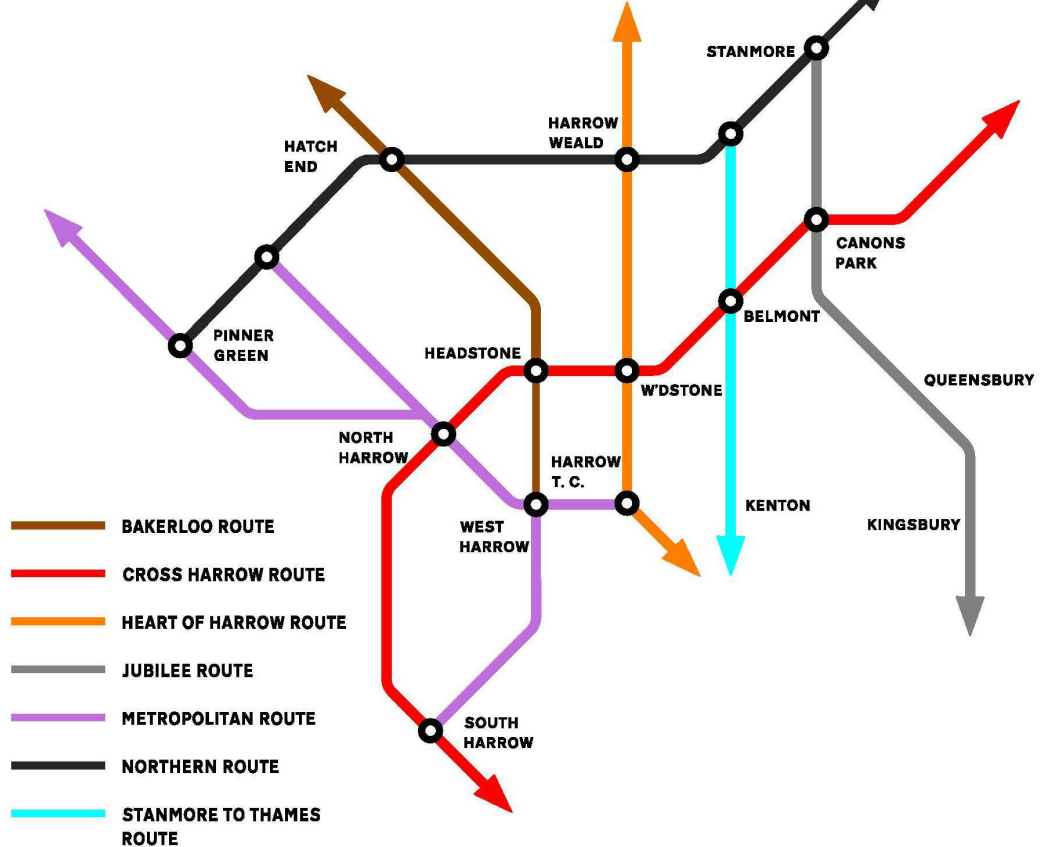 STANMORE
HARROW
WEALD
HATCH
END
CANONS
PARK
BELMONT
PINNER
GREEN
HEADSTONE
W'DSTONE
QUEENSBURY
NORTH
HARROW
HARROW
T. C.
KENTON
WEST
HARROW
KINGSBURY
SOUTH
HARROW
BAKERLOO ROUTE
CROSS HARROW ROUTE
HEART OF HARROW ROUTE
JUBILEE ROUTE
METROPOLITAN ROUTE
NORTHERN ROUTE
STANMORE TO THAMES
ROUTE